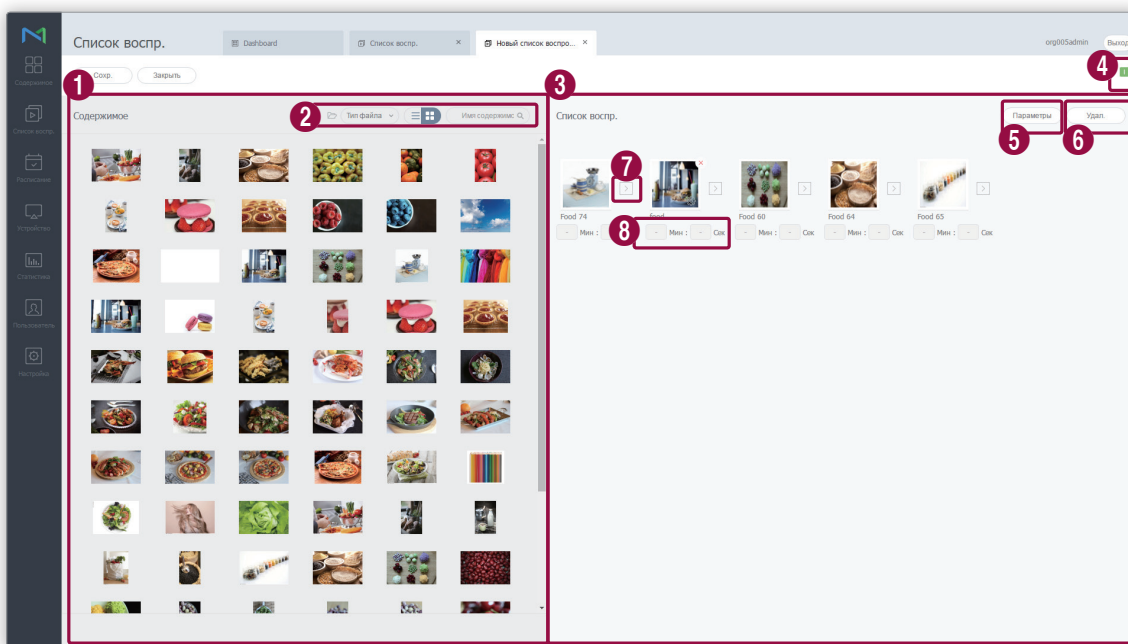 Список воспр.
Dashboard
Список воспр. ×
Новый список воспро... ×
org005admin
Выход
Содержимое
Список воспр.
Расписание
Устройство
Статистика
Пользователь
Настройка
Сохр.
Закрыть
1
2
3
4
Содержимое
Тип файла
Имя содержимс
Список воспр.
Параметры
Удал.
5
6
7
8
Food 74
Food
Food 60
Food 64
Food 65
- Мин : -
- Мин : - Сек
- Мин : - Сек
- Мин : - Сек
- Мин : - Сек